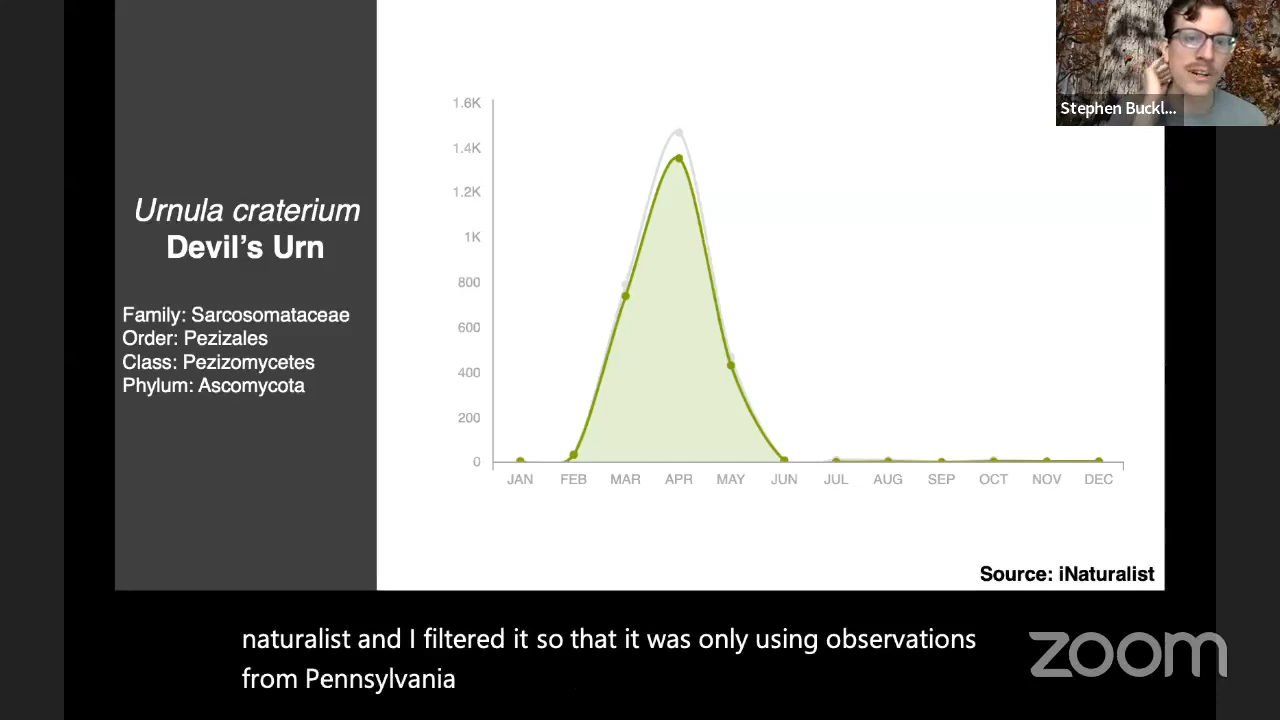 Stephen Buckl...
Urnula craterium
Devil's Urn
Family: Sarcosomataceae
Order: Pezizales
Class: Pezizomycetes
Phylum: Ascomycota
1.6K
1.4K
1.2K
1K
800
600
400
200
0
JAN FEB MAR APR MAY JUN JUL AUG SEP OCT NOV DEC
Source: iNaturalist
naturalist and I filtered it so that it was only using observations
from Pennsylvania
zoom